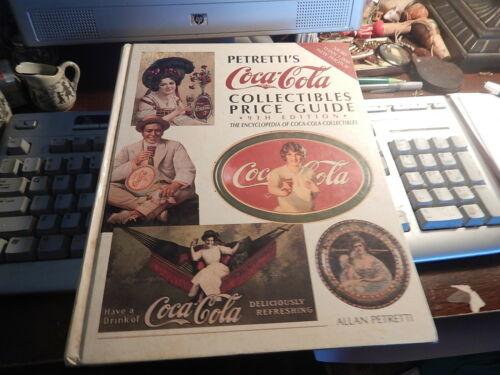 hp
PETRETTI'S
Coca-Cola
COLLECTIBLES
PRICE GUIDE
• 9TH EDITION •
THE ENCYCLOPEDIA OF COCA-COLA COLLECTIBLES
Coca-Cola
Have a
Drink of
Coca-Cola
DELICIOUSLY
REFRESHING
ALLAN PETRETTI